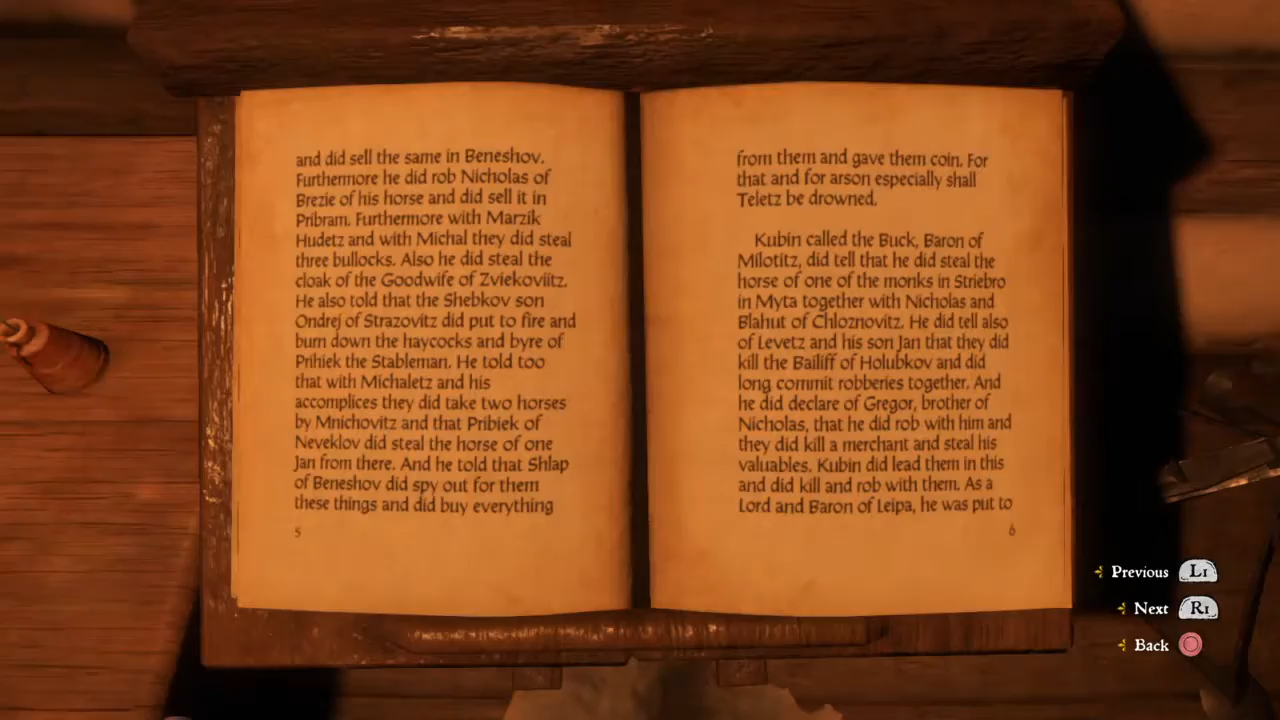 and did sell the same in Beneshov.
Furthermore he did rob Nicholas of
Brezie of his horse and did sell it in
Pribram. Furthermore with Marzik
Hudetz and with Michal they did steal
three bullocks. Also he did steal the
cloak of the Goodwife of Zviekoviitz.
He also told that the Shebkov son
Ondrej of Strazovitz did put to fire and
burn down the haycocks and byre of
Prihiek the Stableman. He told too
that with Michaletz and his
accomplices they did take two horses
by Mnichovitz and that Pribiek of
Neveklov did steal the horse of one
Jan from there. And he told that Shlap
of Beneshov did spy out for them
these things and did buy everything
5
from them and gave them coin. For
that and for arson especially shall
Teletz be drowned.
Kubin called the Buck, Baron of
Milotitz, did tell that he did steal the
horse of one of the monks in Striebro
in Myta together with Nicholas and
Blahut of Chloznovitz. He did tell also
of Levetz and his son Jan that they did
kill the Bailiff of Holubkov and did
long commit robberies together. And
he did declare of Gregor, brother of
Nicholas, that he did rob with him and
they did kill a merchant and steal his
valuables. Kubin did lead them in this
and did kill and rob with them. As a
Lord and Baron of Leipa, he was put to
6
Previous L1
Next R1
Back